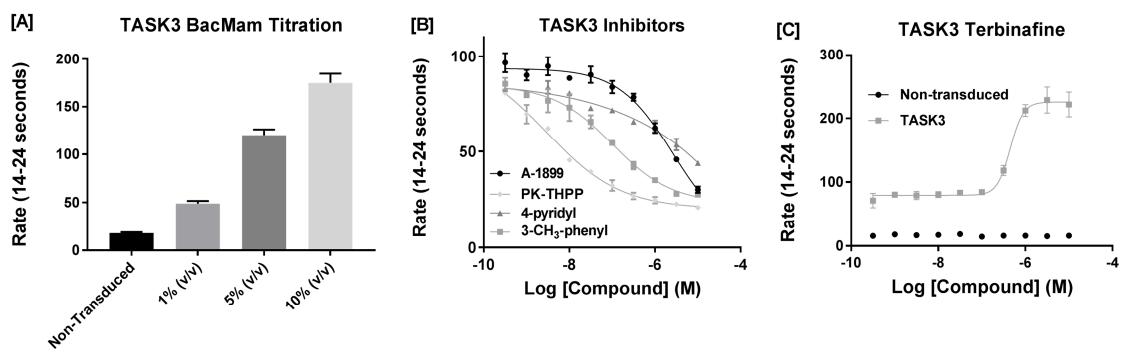 [A]
TASK3 BacMam Titration
Rate (14-24 seconds)
200
150
100
50
0
Non-Transduced
1% (v/v)
5% (v/v)
10% (v/v)
[B]
TASK3 Inhibitors
Rate (14-24 seconds)
100
50
0
A-1899
PK-THPP
4-pyridyl
3-CH₃-phenyl
-10
-8
-6
-4
Log [Compound] (M)
[C]
TASK3 Terbinafine
Rate (14-24 seconds)
300
200
100
0
Non-transduced
TASK3
-10
-8
-6
-4
Log [Compound] (M)